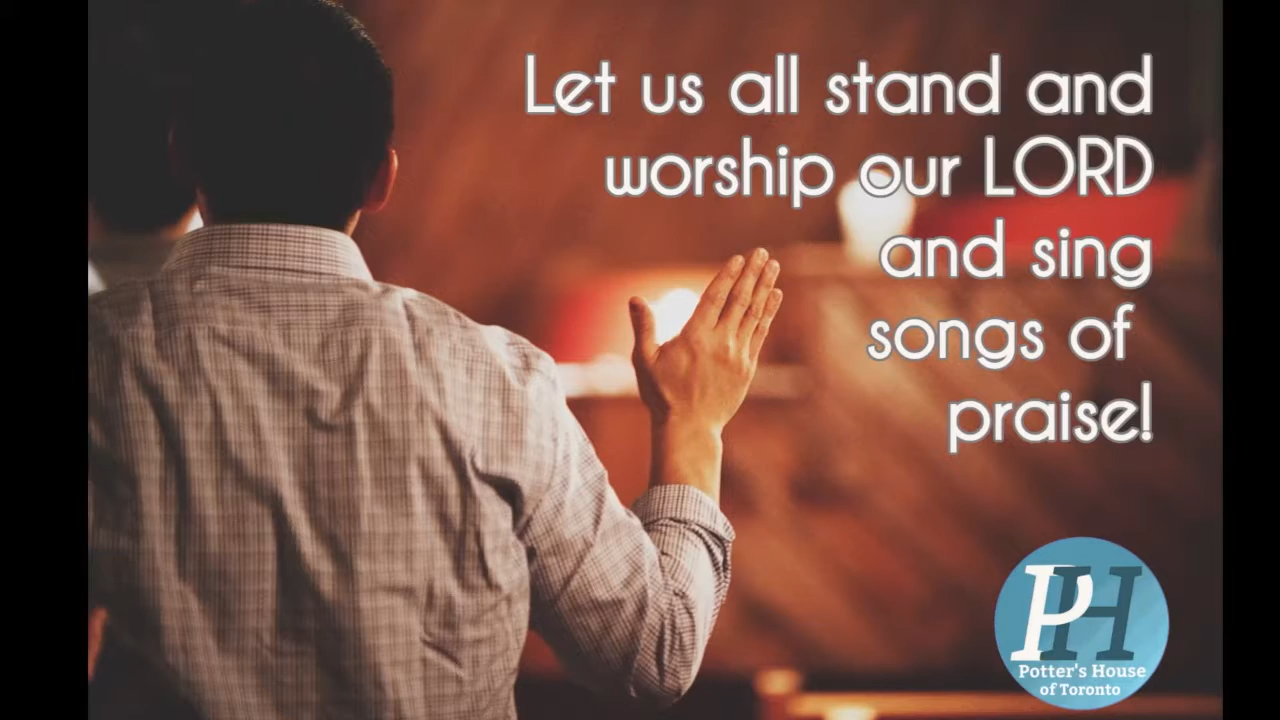 Let us all stand and
worship our LORD
and sing
songs of
praise!
PH
Potter's House
of Toronto